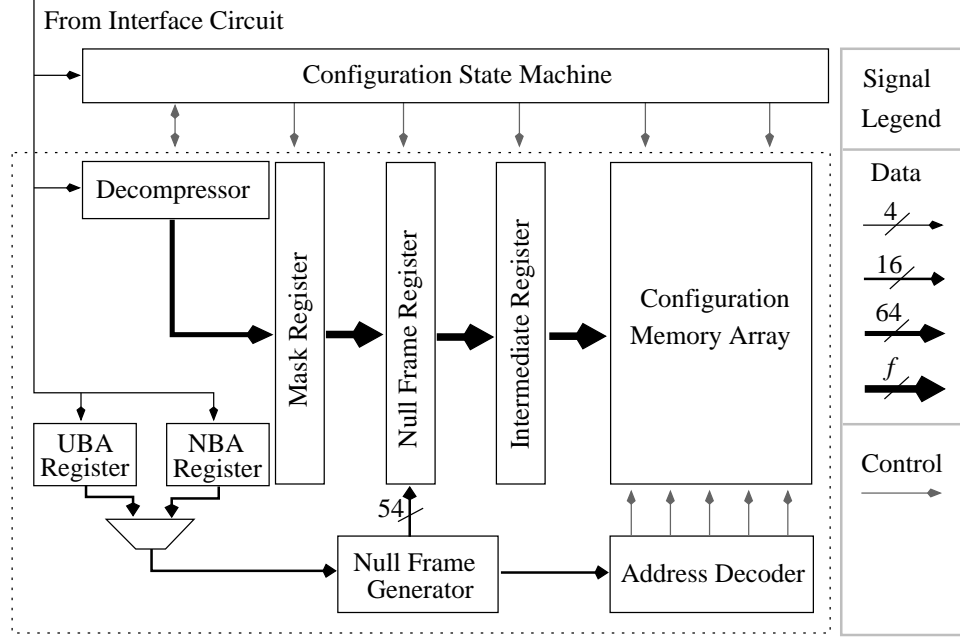 From Interface Circuit
Configuration State Machine
Signal
Legend
Decompressor
Mask Register
Null Frame Register
Intermediate Register
Configuration
Memory Array
Data
4
16
64
f
UBA
Register
NBA
Register
54
Null Frame
Generator
Address Decoder
Control